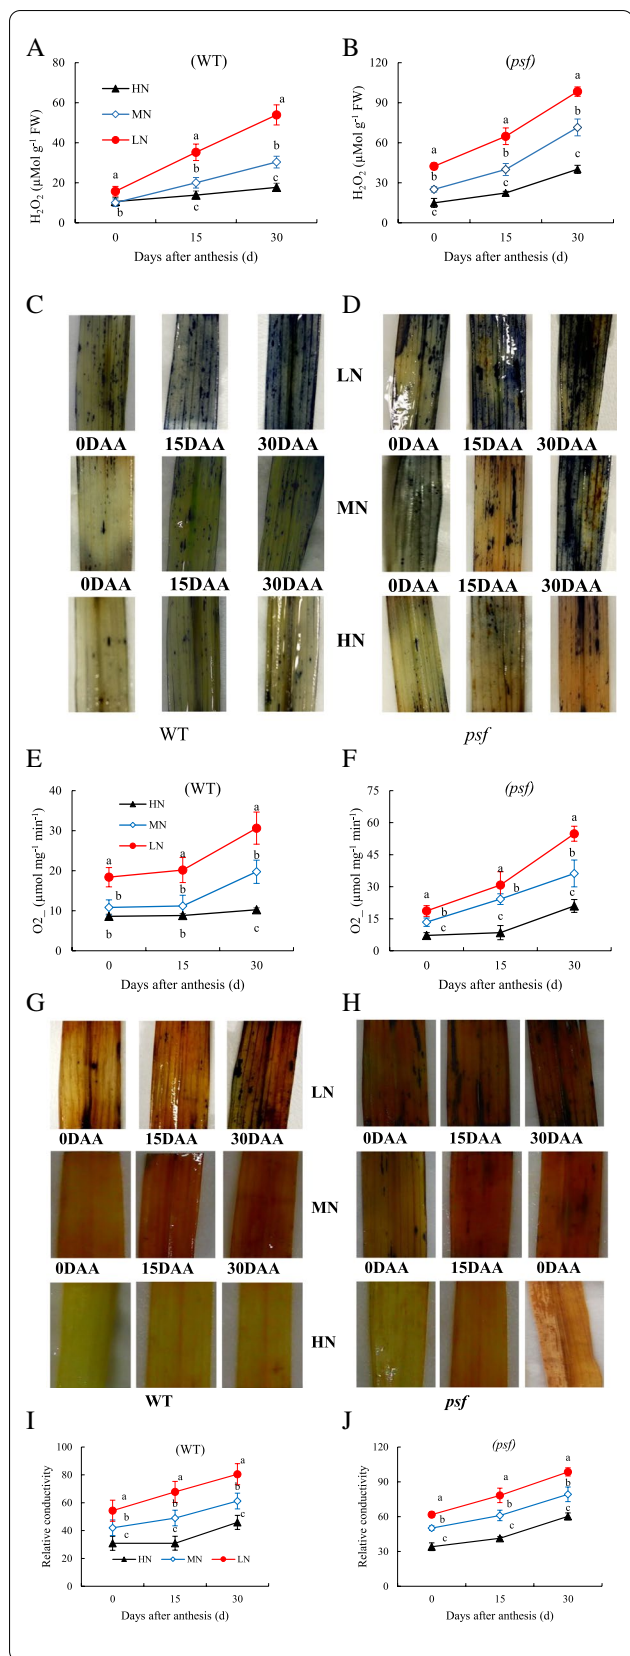 A
(WT)
H2O2 (µMol g-1 FW)
80
60
40
20
0
HN
MN
LN
a
b
a
b
c
a
b
c
0 15 30
Days after anthesis (d)
B
(psf)
H2O2 (µMol g-1 FW)
120
90
60
30
0
a
b
c
a
b
c
a
b
c
0 15 30
Days after anthesis (d)
C
D
LN
0DAA 15DAA 30DAA
0DAA 15DAA 30DAA
MN
0DAA 15DAA 30DAA
0DAA 15DAA 30DAA
HN
WT
psf
E
(WT)
O2_ (µmol mg-1 min-1)
40
30
20
10
0
HN
MN
LN
a
b
b
a
b
b
a
b
c
0 15 30
Days after anthesis (d)
F
(psf)
O2_ (µmol mg-1 min-1)
75
60
45
30
15
0
a
b
c
a
b
c
a
b
c
0 15 30
Days after anthesis (d)
G
H
LN
0DAA 15DAA 30DAA
0DAA 15DAA 30DAA
MN
0DAA 15DAA 30DAA
0DAA 15DAA 0DAA
HN
WT
psf
I
(WT)
Relative conductivity
100
80
60
40
20
0
a
b
c
a
b
c
a
b
c
HN MN LN
0 15 30
Days after anthesis (d)
J
(psf)
Relative conductivity
120
90
60
30
0
a
b
c
a
b
c
a
b
c
0 15 30
Days after anthesis (d)